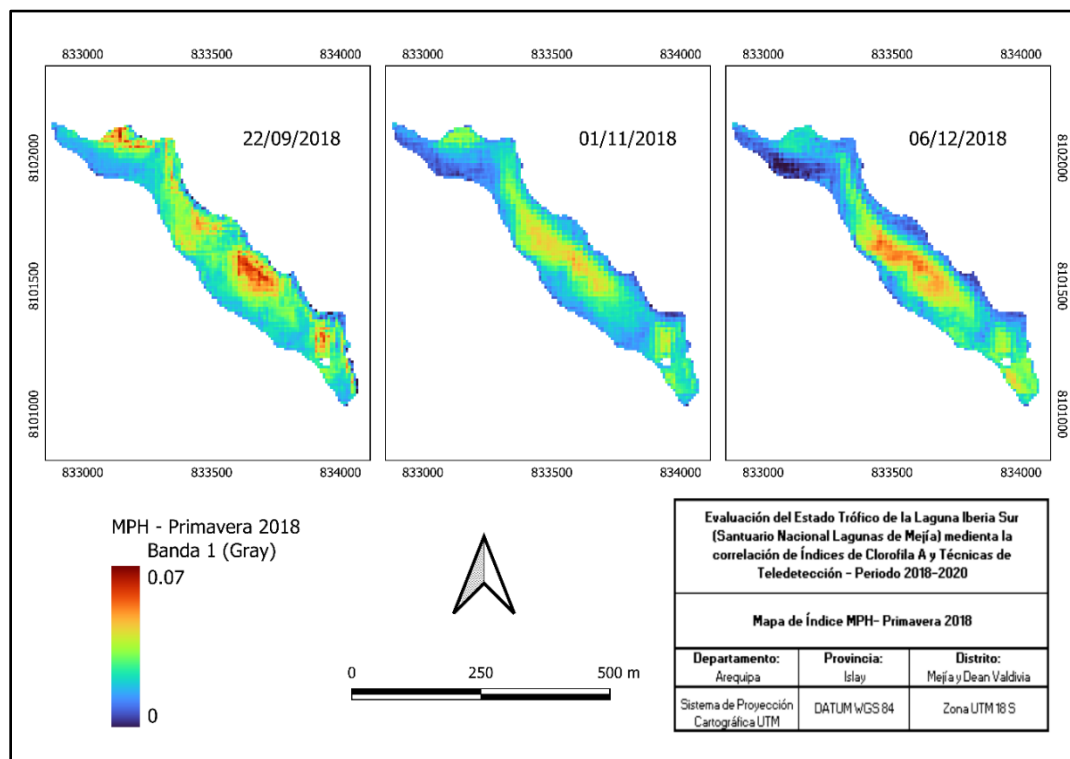 833000 833500 834000
833000 833500 834000
833000 833500 834000
22/09/2018
01/11/2018
06/12/2018
8102000
8101500
8101000
8102000
8101500
8101000
833000 833500 834000
833000 833500 834000
833000 833500 834000
MPH - Primavera 2018
Banda 1 (Gray)
0.07
0
0 250 500 m
Evaluación del Estado Trófico de la Laguna Iberia Sur
(Santuario Nacional Lagunas de Mejía) medienta la
correlación de Índices de Clorofila A y Técnicas de
Teledetección - Periodo 2018-2020
Mapa de Índice MPH- Primavera 2018
Departamento:
Arequipa
Provincia:
Islay
Distrito:
Mejía y Dean Valdivia
Sistema de Proyección
Cartográfica UTM
DATUM WGS 84
Zona UTM 18 S